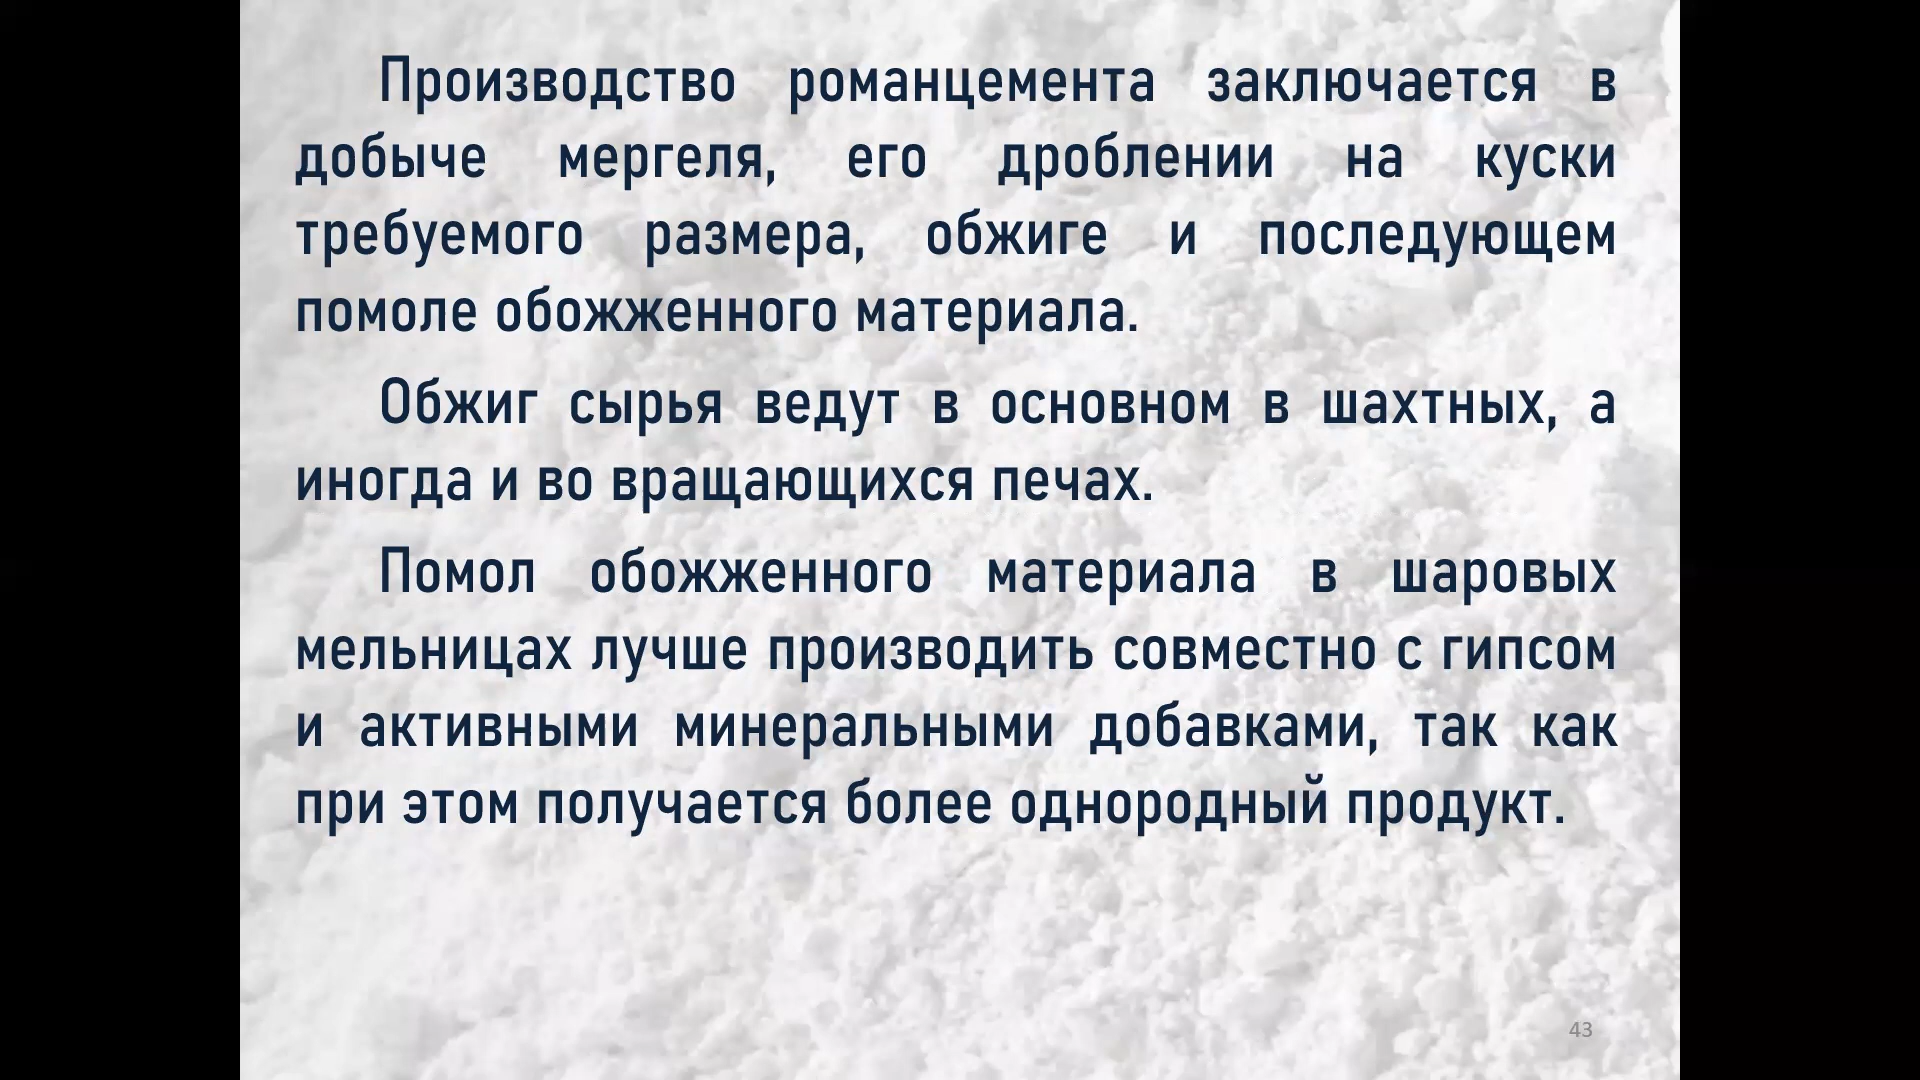 Производство романцемента заключается в
добыче мергеля, его дроблении на куски
требуемого размера, обжиге и последующем
помоле обожженного материала.
Обжиг сырья ведут в основном в шахтных, а
иногда и во вращающихся печах.
Помол обожженного материала в шаровых
мельницах лучше производить совместно с гипсом
и активными минеральными добавками, так как
при этом получается более однородный продукт.
43